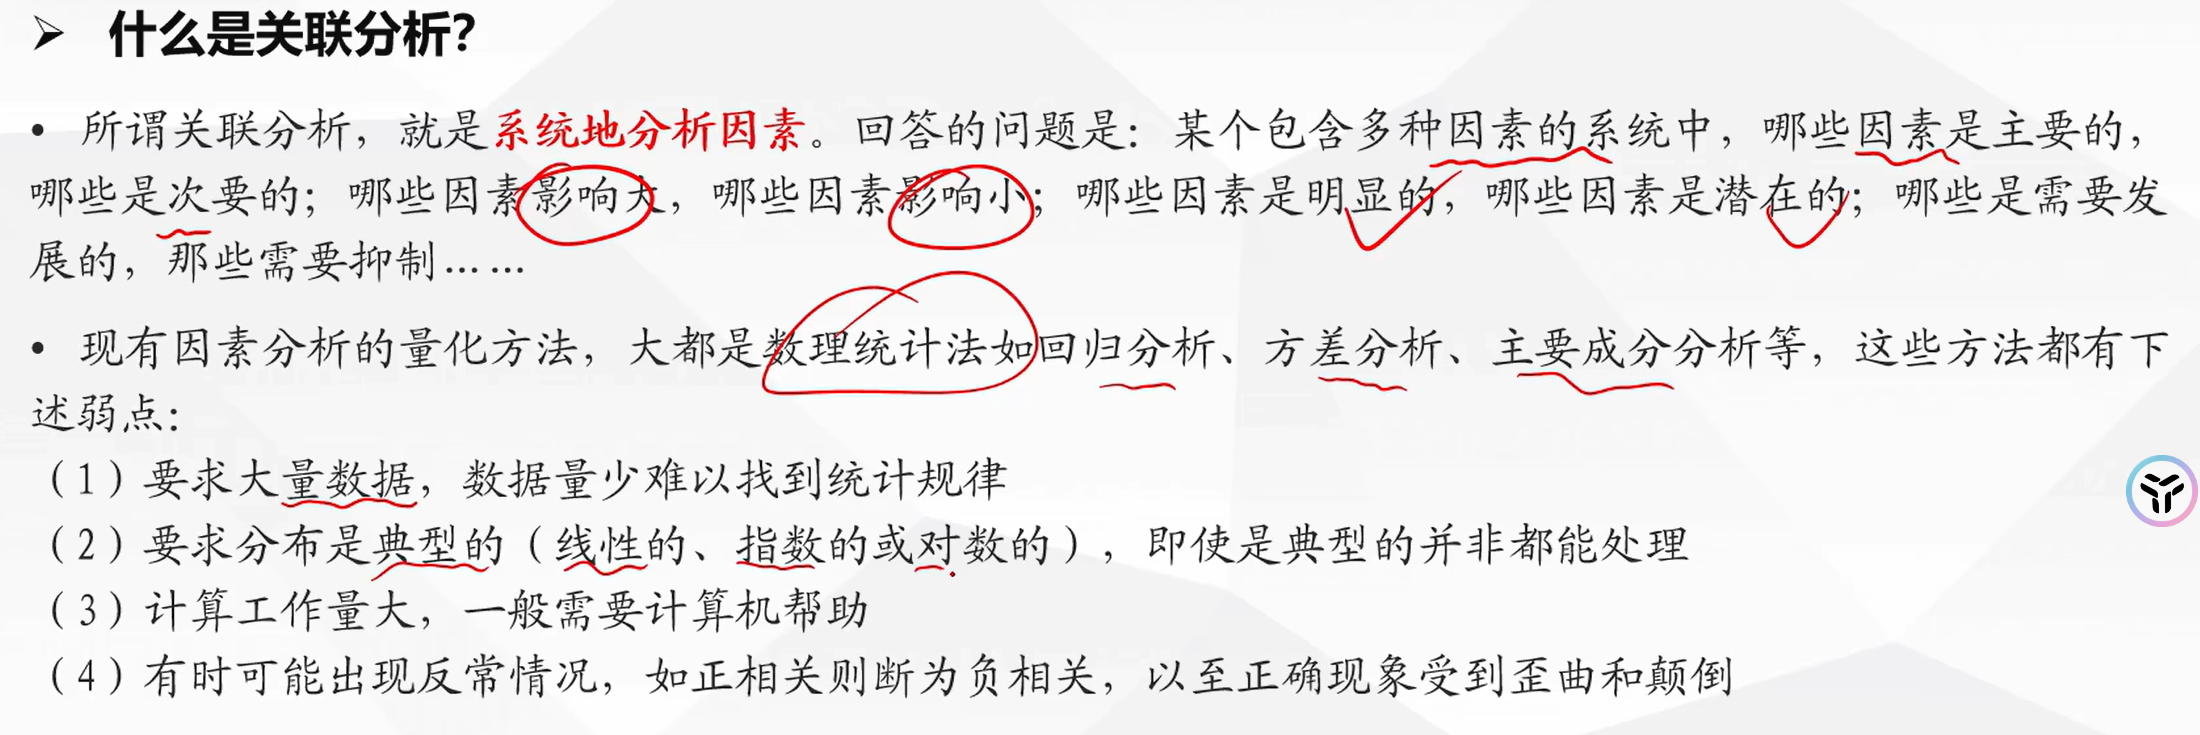 ➢ 什么是关联分析？
• 所谓关联分析，就是系统地分析因素。回答的问题是：某个包含多种因素的系统中，哪些因素是主要的，
哪些是次要的；哪些因素影响大，哪些因素影响小；哪些因素是明显的，哪些因素是潜在的；哪些是需要发
展的，那些需要抑制……
• 现有因素分析的量化方法，大都是数理统计法如回归分析、方差分析、主要成分分析等，这些方法都有下
述弱点：
（1）要求大量数据，数据量少难以找到统计规律
（2）要求分布是典型的（线性的、指数的或对数的），即使是典型的并非都能处理
（3）计算工作量大，一般需要计算机帮助
（4）有时可能出现反常情况，如正相关则断为负相关，以至正确现象受到歪曲和颠倒